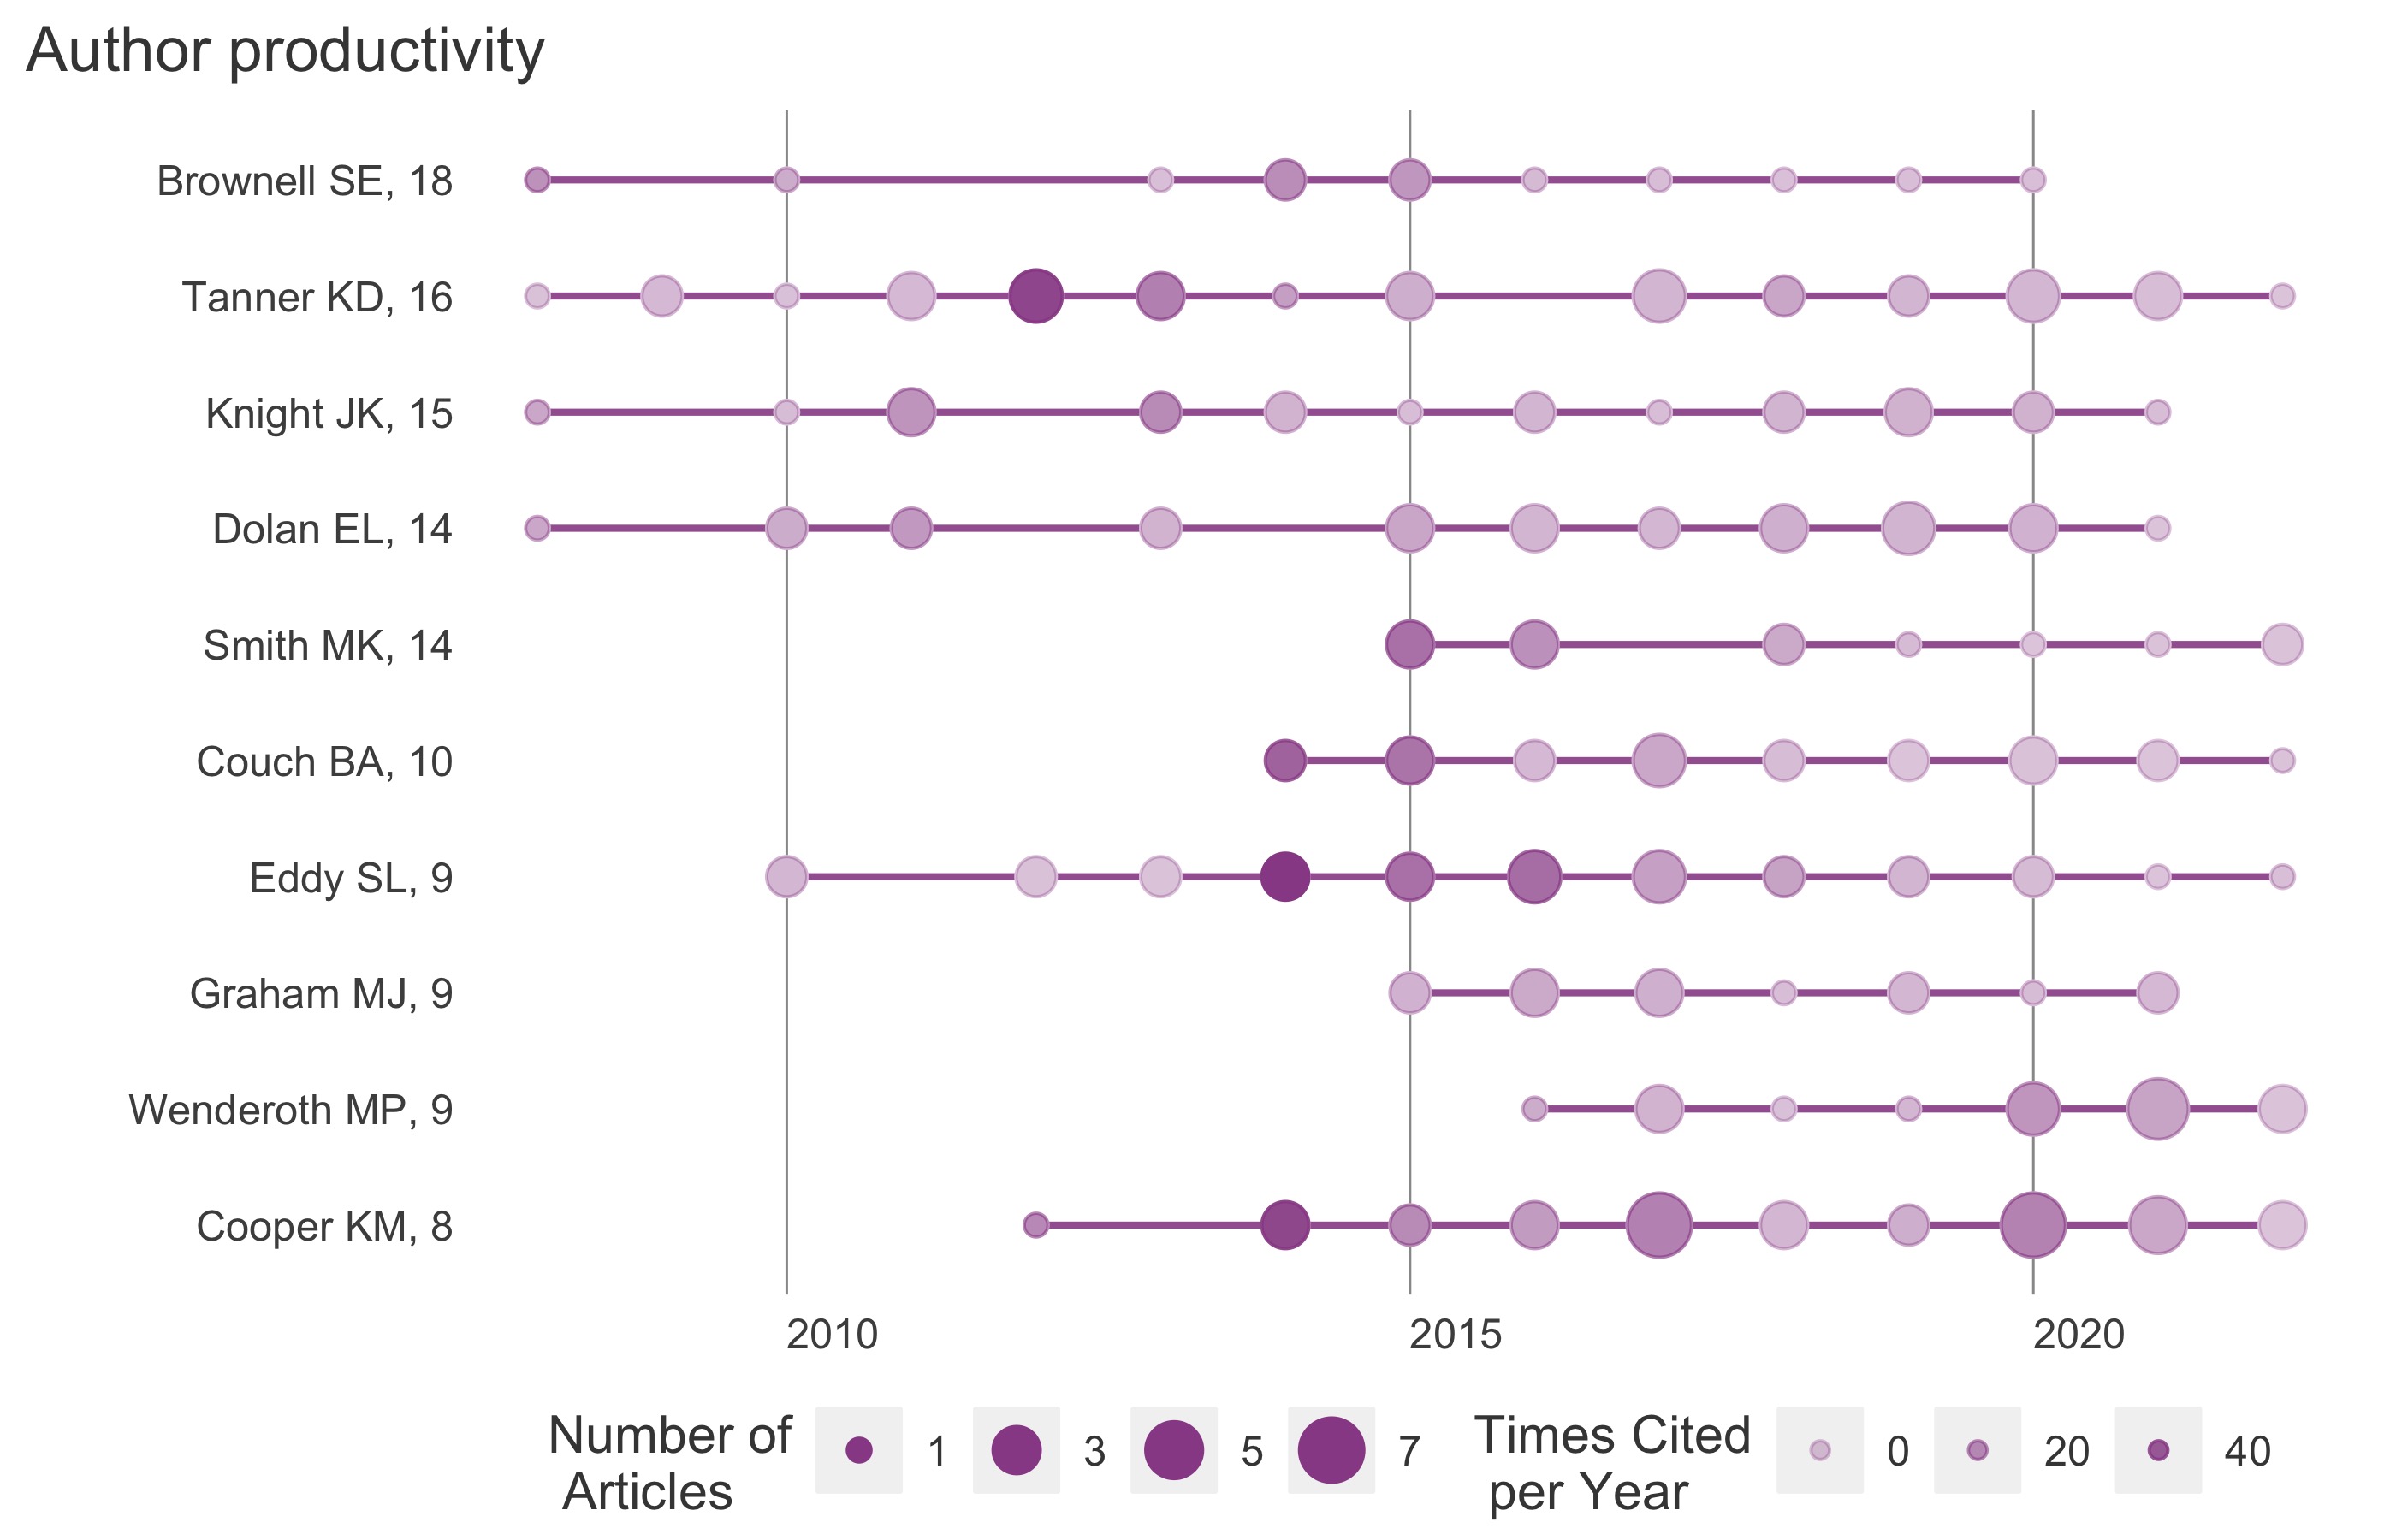 Author productivity
Brownell SE, 18
Tanner KD, 16
Knight JK, 15
Dolan EL, 14
Smith MK, 14
Couch BA, 10
Eddy SL, 9
Graham MJ, 9
Wenderoth MP, 9
Cooper KM, 8
2010 2015 2020
Number of
Articles
1 3 5 7
Times Cited
per Year
0 20 40